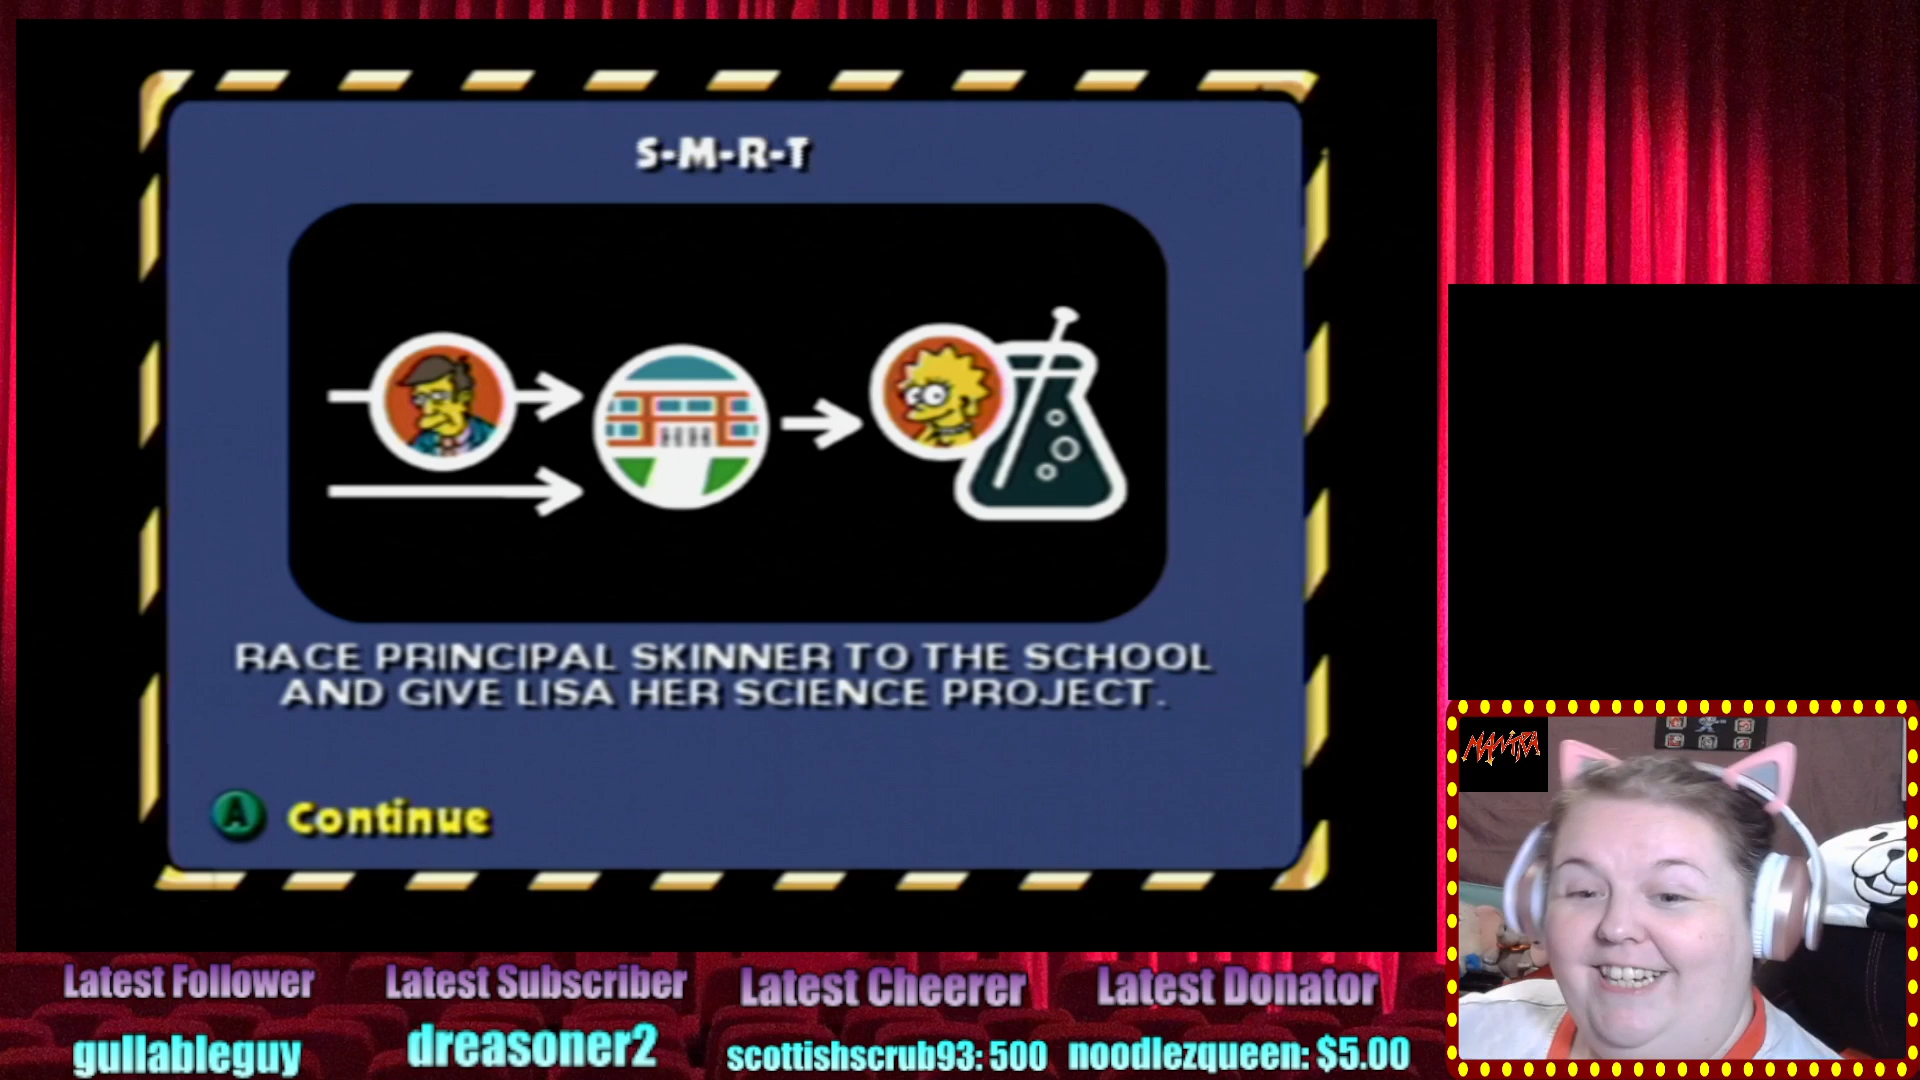 S-M-R-T
RACE PRINCIPAL SKINNER TO THE SCHOOL
AND GIVE LISA HER SCIENCE PROJECT.
A Continue
MANTRA
Latest Follower
gullableguy
Latest Subscriber
dreasoner2
Latest Cheerer
scottishscrub93: 500
Latest Donator
noodlezqueen: $5.00